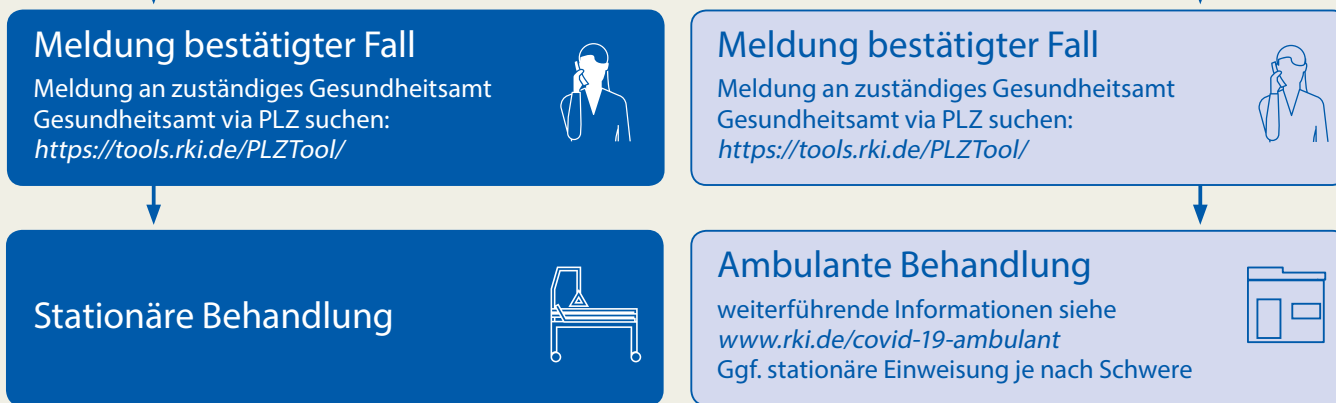 Meldung bestätigter Fall
Meldung an zuständiges Gesundheitsamt
Gesundheitsamt via PLZ suchen:
https://tools.rki.de/PLZTool/
Meldung bestätigter Fall
Meldung an zuständiges Gesundheitsamt
Gesundheitsamt via PLZ suchen:
https://tools.rki.de/PLZTool/
Stationäre Behandlung
Ambulante Behandlung
weiterführende Informationen siehe
www.rki.de/covid-19-ambulant
Ggf. stationäre Einweisung je nach Schwere